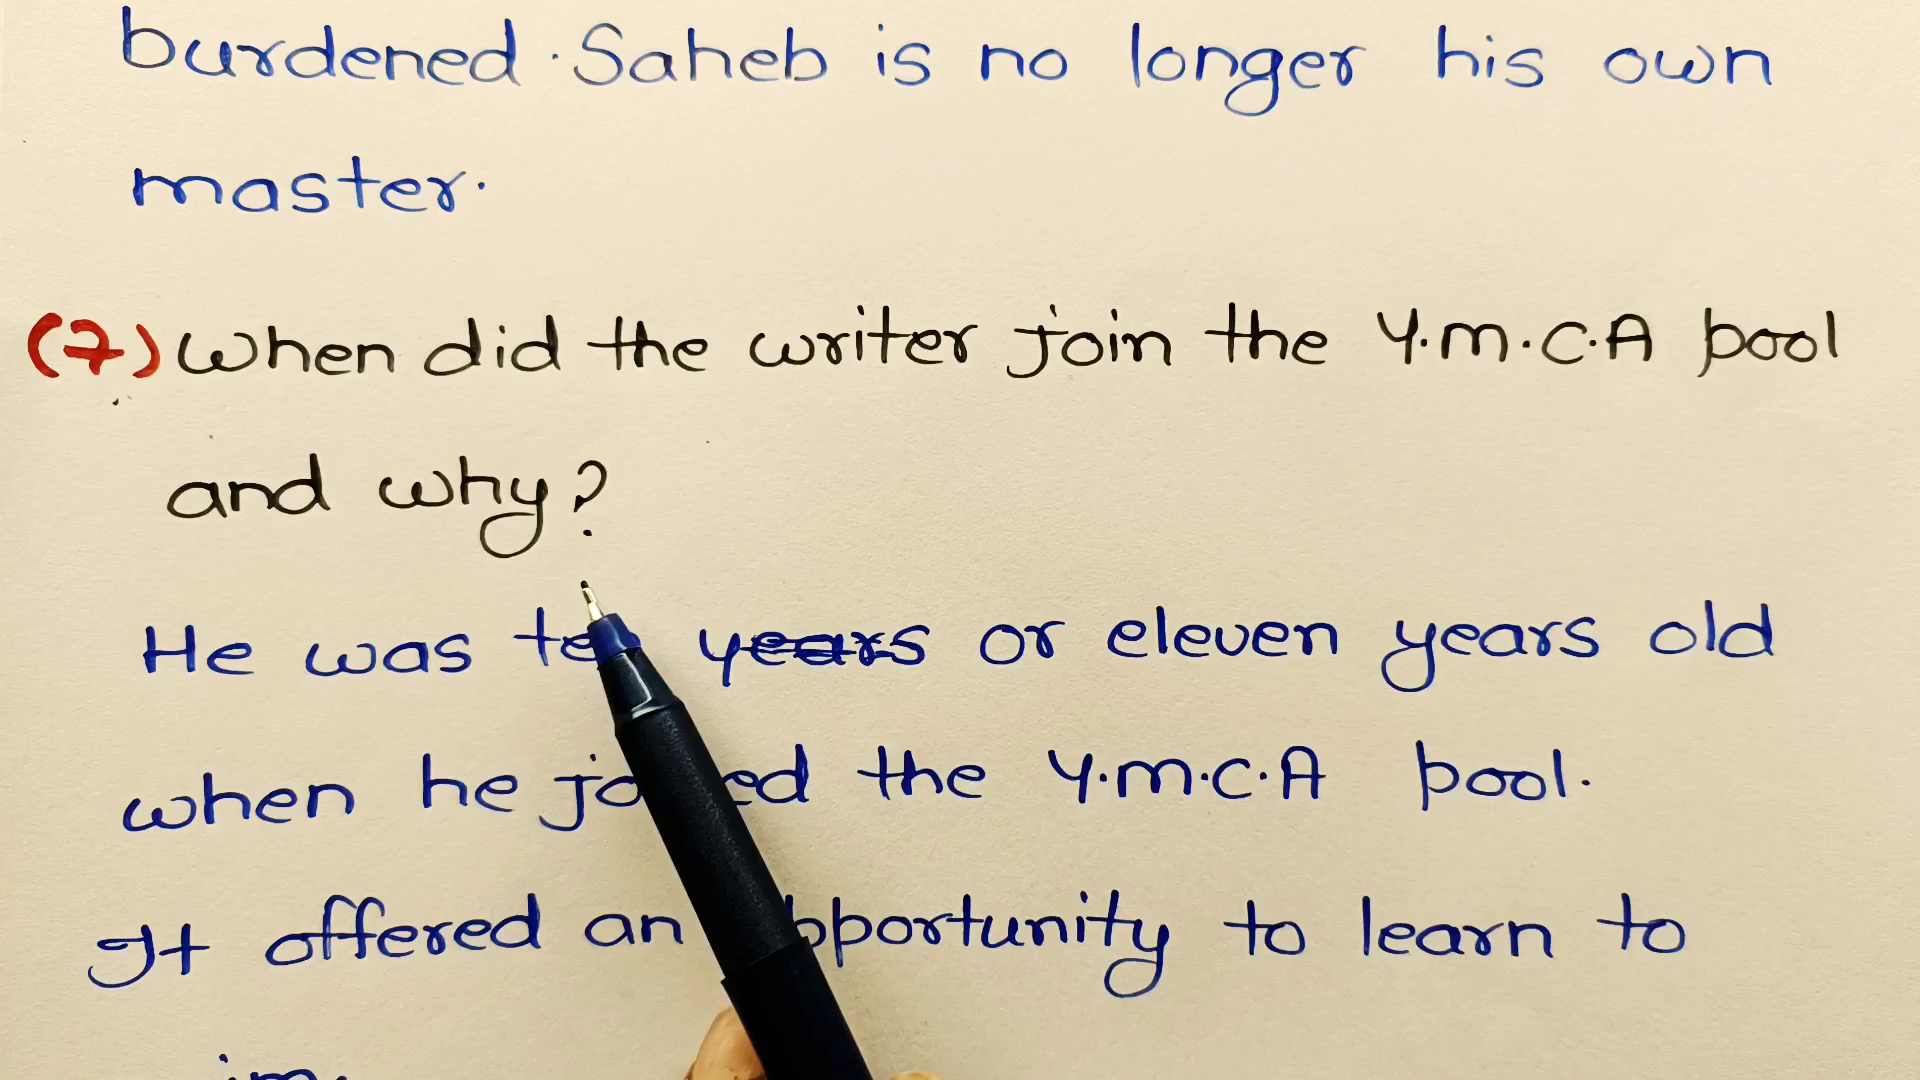 burdened. Saheb is no longer his own
master.
(7) When did the writer join the Y.M.C.A pool
and why?
He was years or eleven years old
when he the Y.M.C.A pool.
It offered an opportunity to learn to